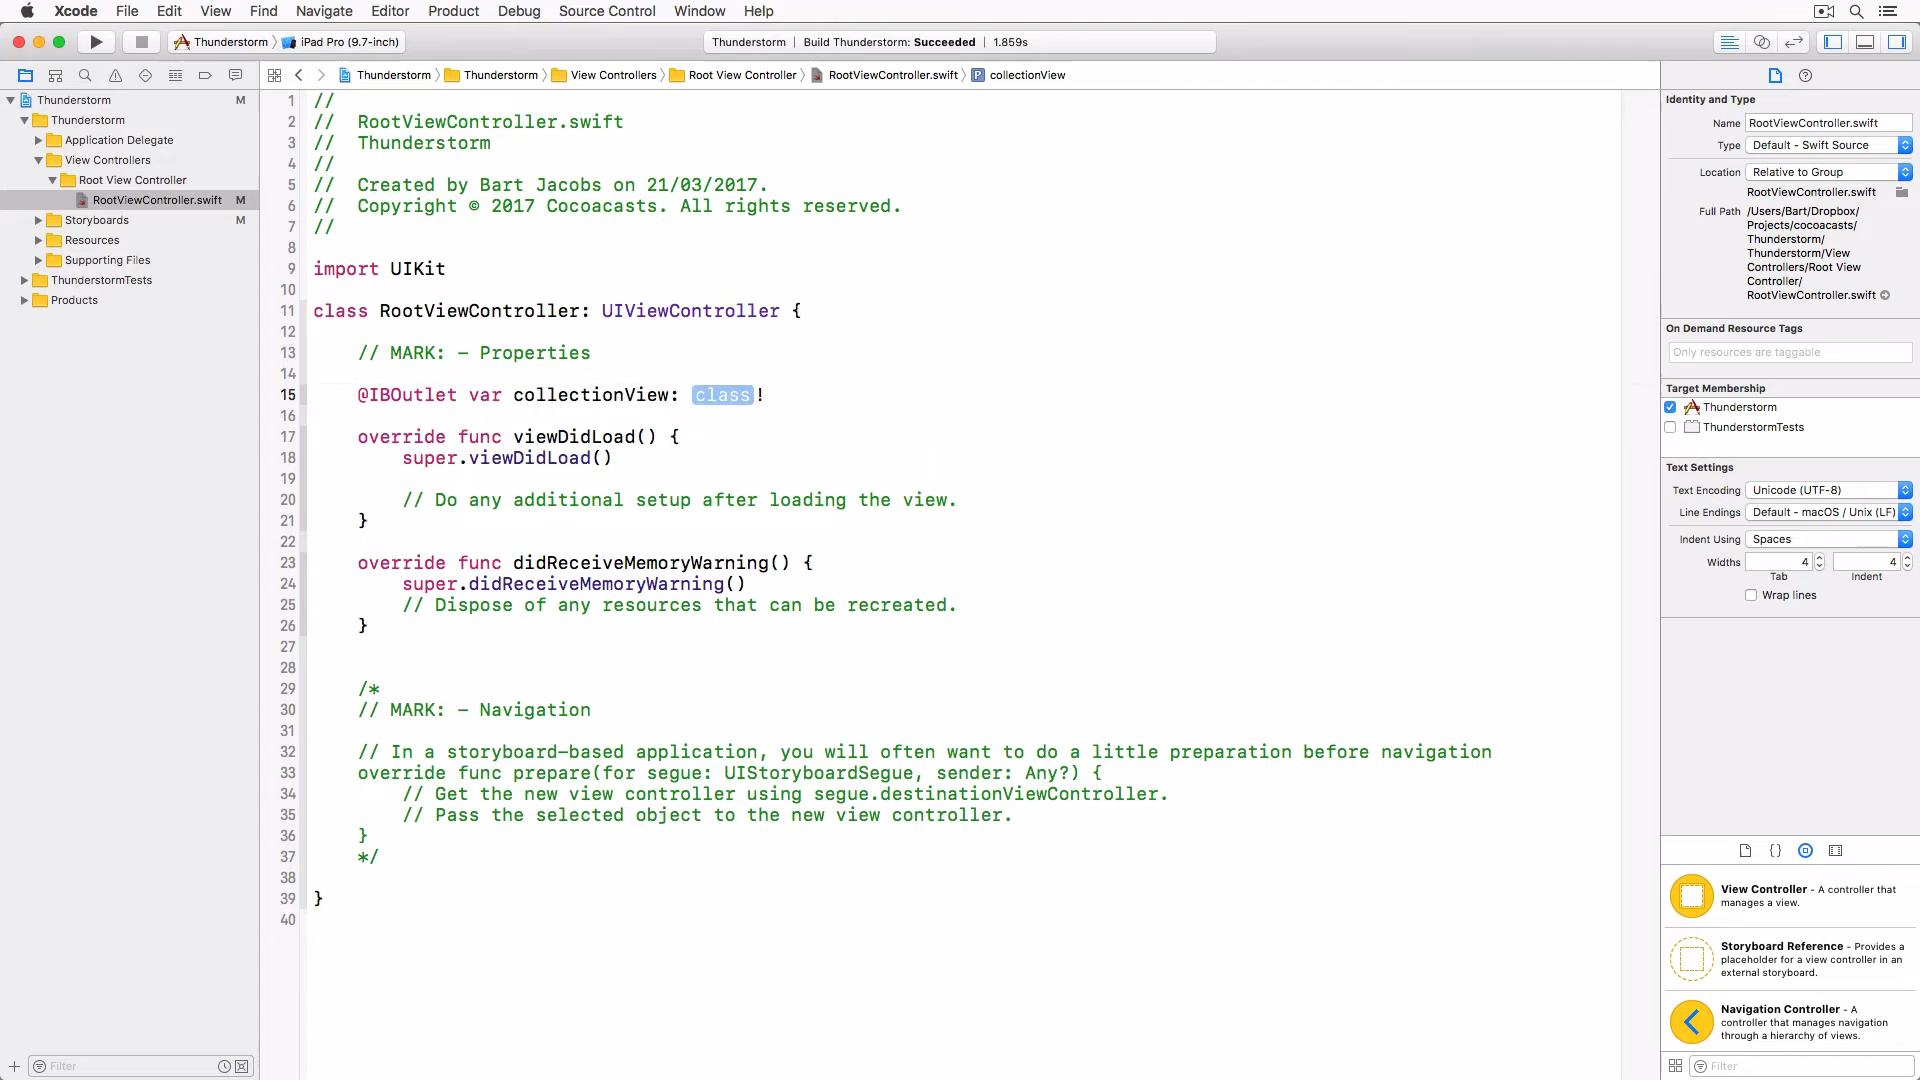 Xcode File Edit View Find Navigate Editor Product Debug Source Control Window Help
Thunderstorm iPad Pro (9.7-inch)
Thunderstorm | Build Thunderstorm: Succeeded | 1.859s
Thunderstorm Thunderstorm View Controllers Root View Controller RootViewController.swift P collectionView
Thunderstorm M
Thunderstorm
Application Delegate
View Controllers
Root View Controller
RootViewController.swift M
Storyboards M
Resources
Supporting Files
ThunderstormTests
Products
Filter
1 //
2 //  RootViewController.swift
3 //  Thunderstorm
4 //
5 //  Created by Bart Jacobs on 21/03/2017.
6 //  Copyright © 2017 Cocoacasts. All rights reserved.
7 //
8
9 import UIKit
10
11 class RootViewController: UIViewController {
12
13     // MARK: - Properties
14
15     @IBOutlet var collectionView: class!
16
17     override func viewDidLoad() {
18         super.viewDidLoad()
19
20         // Do any additional setup after loading the view.
21     }
22
23     override func didReceiveMemoryWarning() {
24         super.didReceiveMemoryWarning()
25         // Dispose of any resources that can be recreated.
26     }
27
28
29     /*
30     // MARK: - Navigation
31
32     // In a storyboard-based application, you will often want to do a little preparation before navigation
33     override func prepare(for segue: UIStoryboardSegue, sender: Any?) {
34         // Get the new view controller using segue.destinationViewController.
35         // Pass the selected object to the new view controller.
36     }
37     */
38
39 }
40
Identity and Type
Name RootViewController.swift
Type Default - Swift Source
Location Relative to Group
RootViewController.swift
Full Path /Users/Bart/Dropbox/
Projects/cocoacasts/
Thunderstorm/
Thunderstorm/View
Controllers/Root View
Controller/
RootViewController.swift
On Demand Resource Tags
Only resources are taggable
Target Membership
Thunderstorm
ThunderstormTests
Text Settings
Text Encoding Unicode (UTF-8)
Line Endings Default - macOS / Unix (LF)
Indent Using Spaces
Widths 4 4
Tab Indent
Wrap lines
{}
View Controller - A controller that
manages a view.
Storyboard Reference - Provides a
placeholder for a view controller in an
external storyboard.
Navigation Controller - A
controller that manages navigation
through a hierarchy of views.
Filter